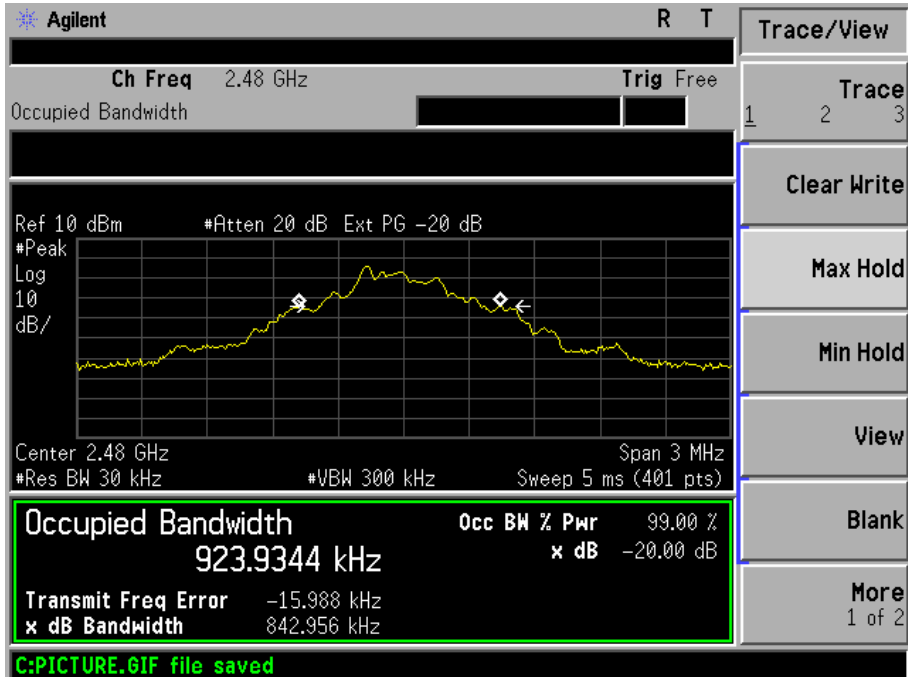 Agilent
R T
Trace/View
Ch Freq 2.48 GHz
Trig Free
Occupied Bandwidth
Trace
1 2 3
Clear Write
Max Hold
Min Hold
View
Blank
More
1 of 2
Ref 10 dBm #Atten 20 dB Ext PG -20 dB
#Peak
Log
10
dB/
Center 2.48 GHz Span 3 MHz
#Res BW 30 kHz #VBW 300 kHz Sweep 5 ms (401 pts)
Occupied Bandwidth
923.9344 kHz
Occ BW % Pwr 99.00 %
x dB -20.00 dB
Transmit Freq Error -15.988 kHz
x dB Bandwidth 842.956 kHz
C:PICTURE.GIF file saved